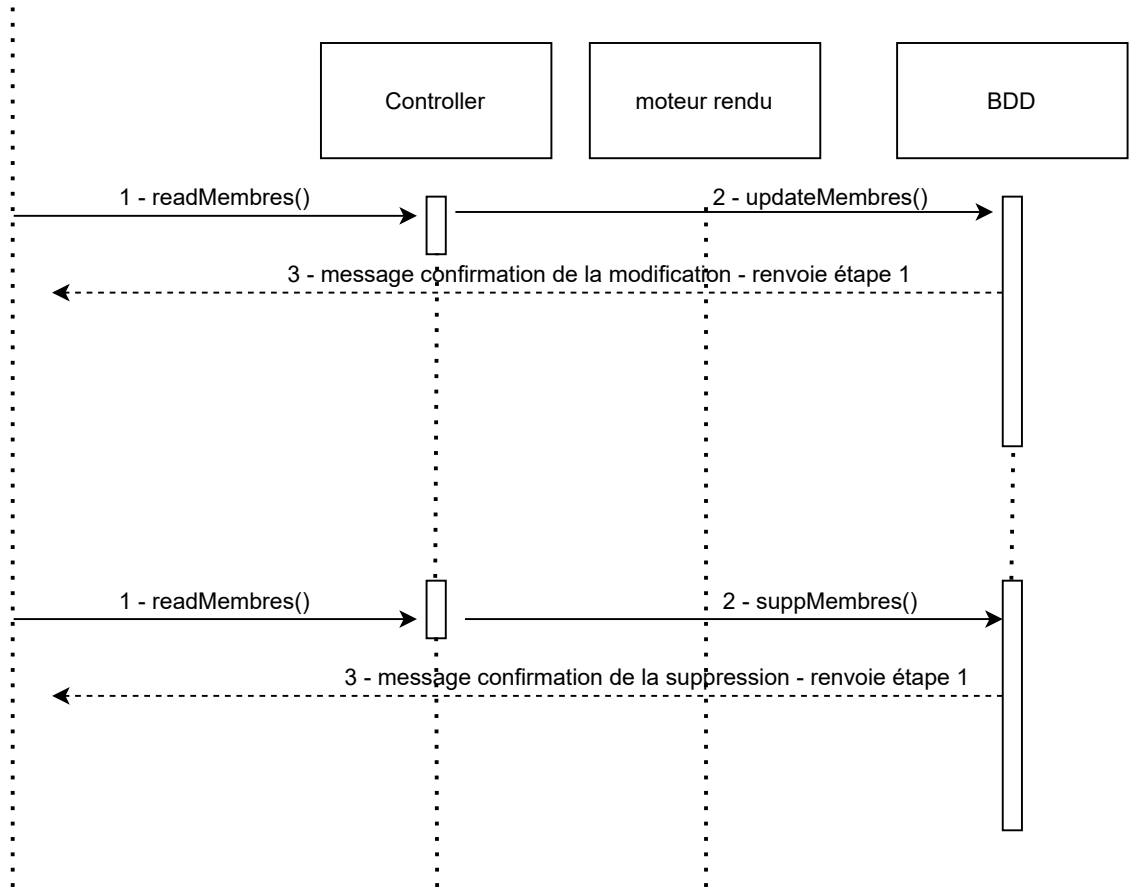 Controller
moteur rendu
BDD
1 - readMembres()
2 - updateMembres()
3 - message confirmation de la modification - renvoie étape 1
1 - readMembres()
2 - suppMembres()
3 - message confirmation de la suppression - renvoie étape 1